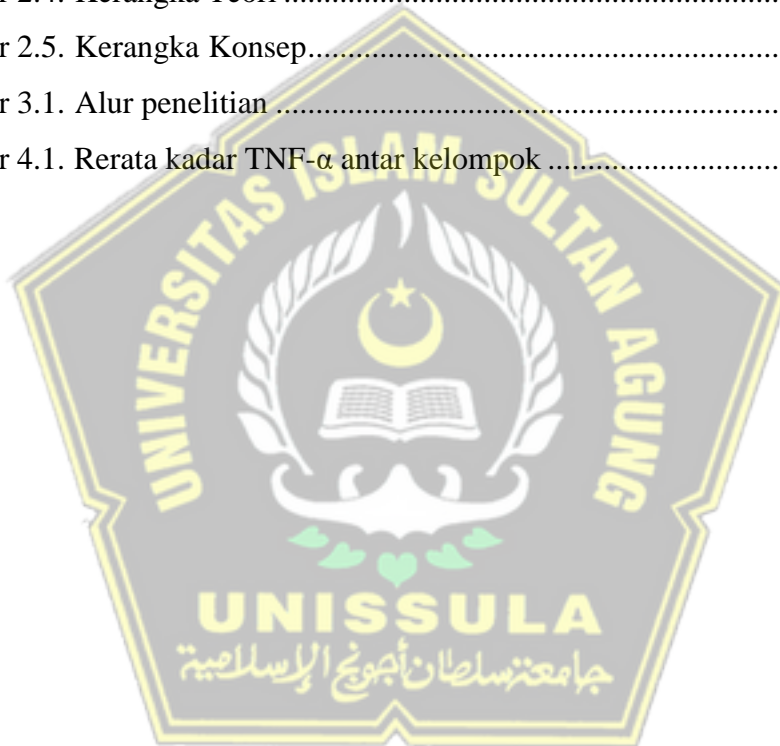 r 2.4. Kerangka Teori ............................................................
r 2.5. Kerangka Konsep.........................................................
r 3.1. Alur penelitian .............................................................
r 4.1. Rerata kadar TNF-α antar kelompok ............................
UNIVERSITAS ISLAM SULTAN AGUNG
UNISSULA
جامعة سلطان أجونج الإسلامية